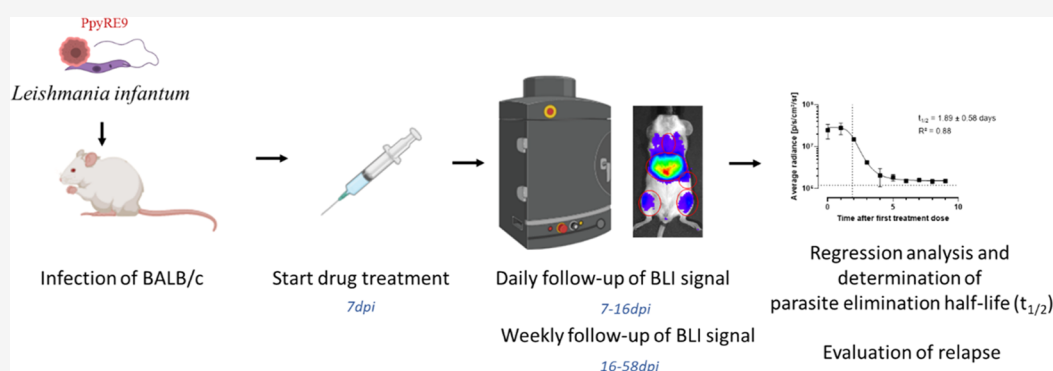 PpyRE9
Leishmania infantum
Infection of BALB/c
Start drug treatment
7dpi
Daily follow-up of BLI signal
7-16dpi
Weekly follow-up of BLI signal
16-58dpi
Average radiance [p/s/cm²/sr]
10⁸
10⁷
10⁶
t1/2 = 1.89 ± 0.58 days
R² = 0.88
0
5
10
Time after first treatment dose
Regression analysis and
determination of
parasite elimination half-life (t1/2)
Evaluation of relapse